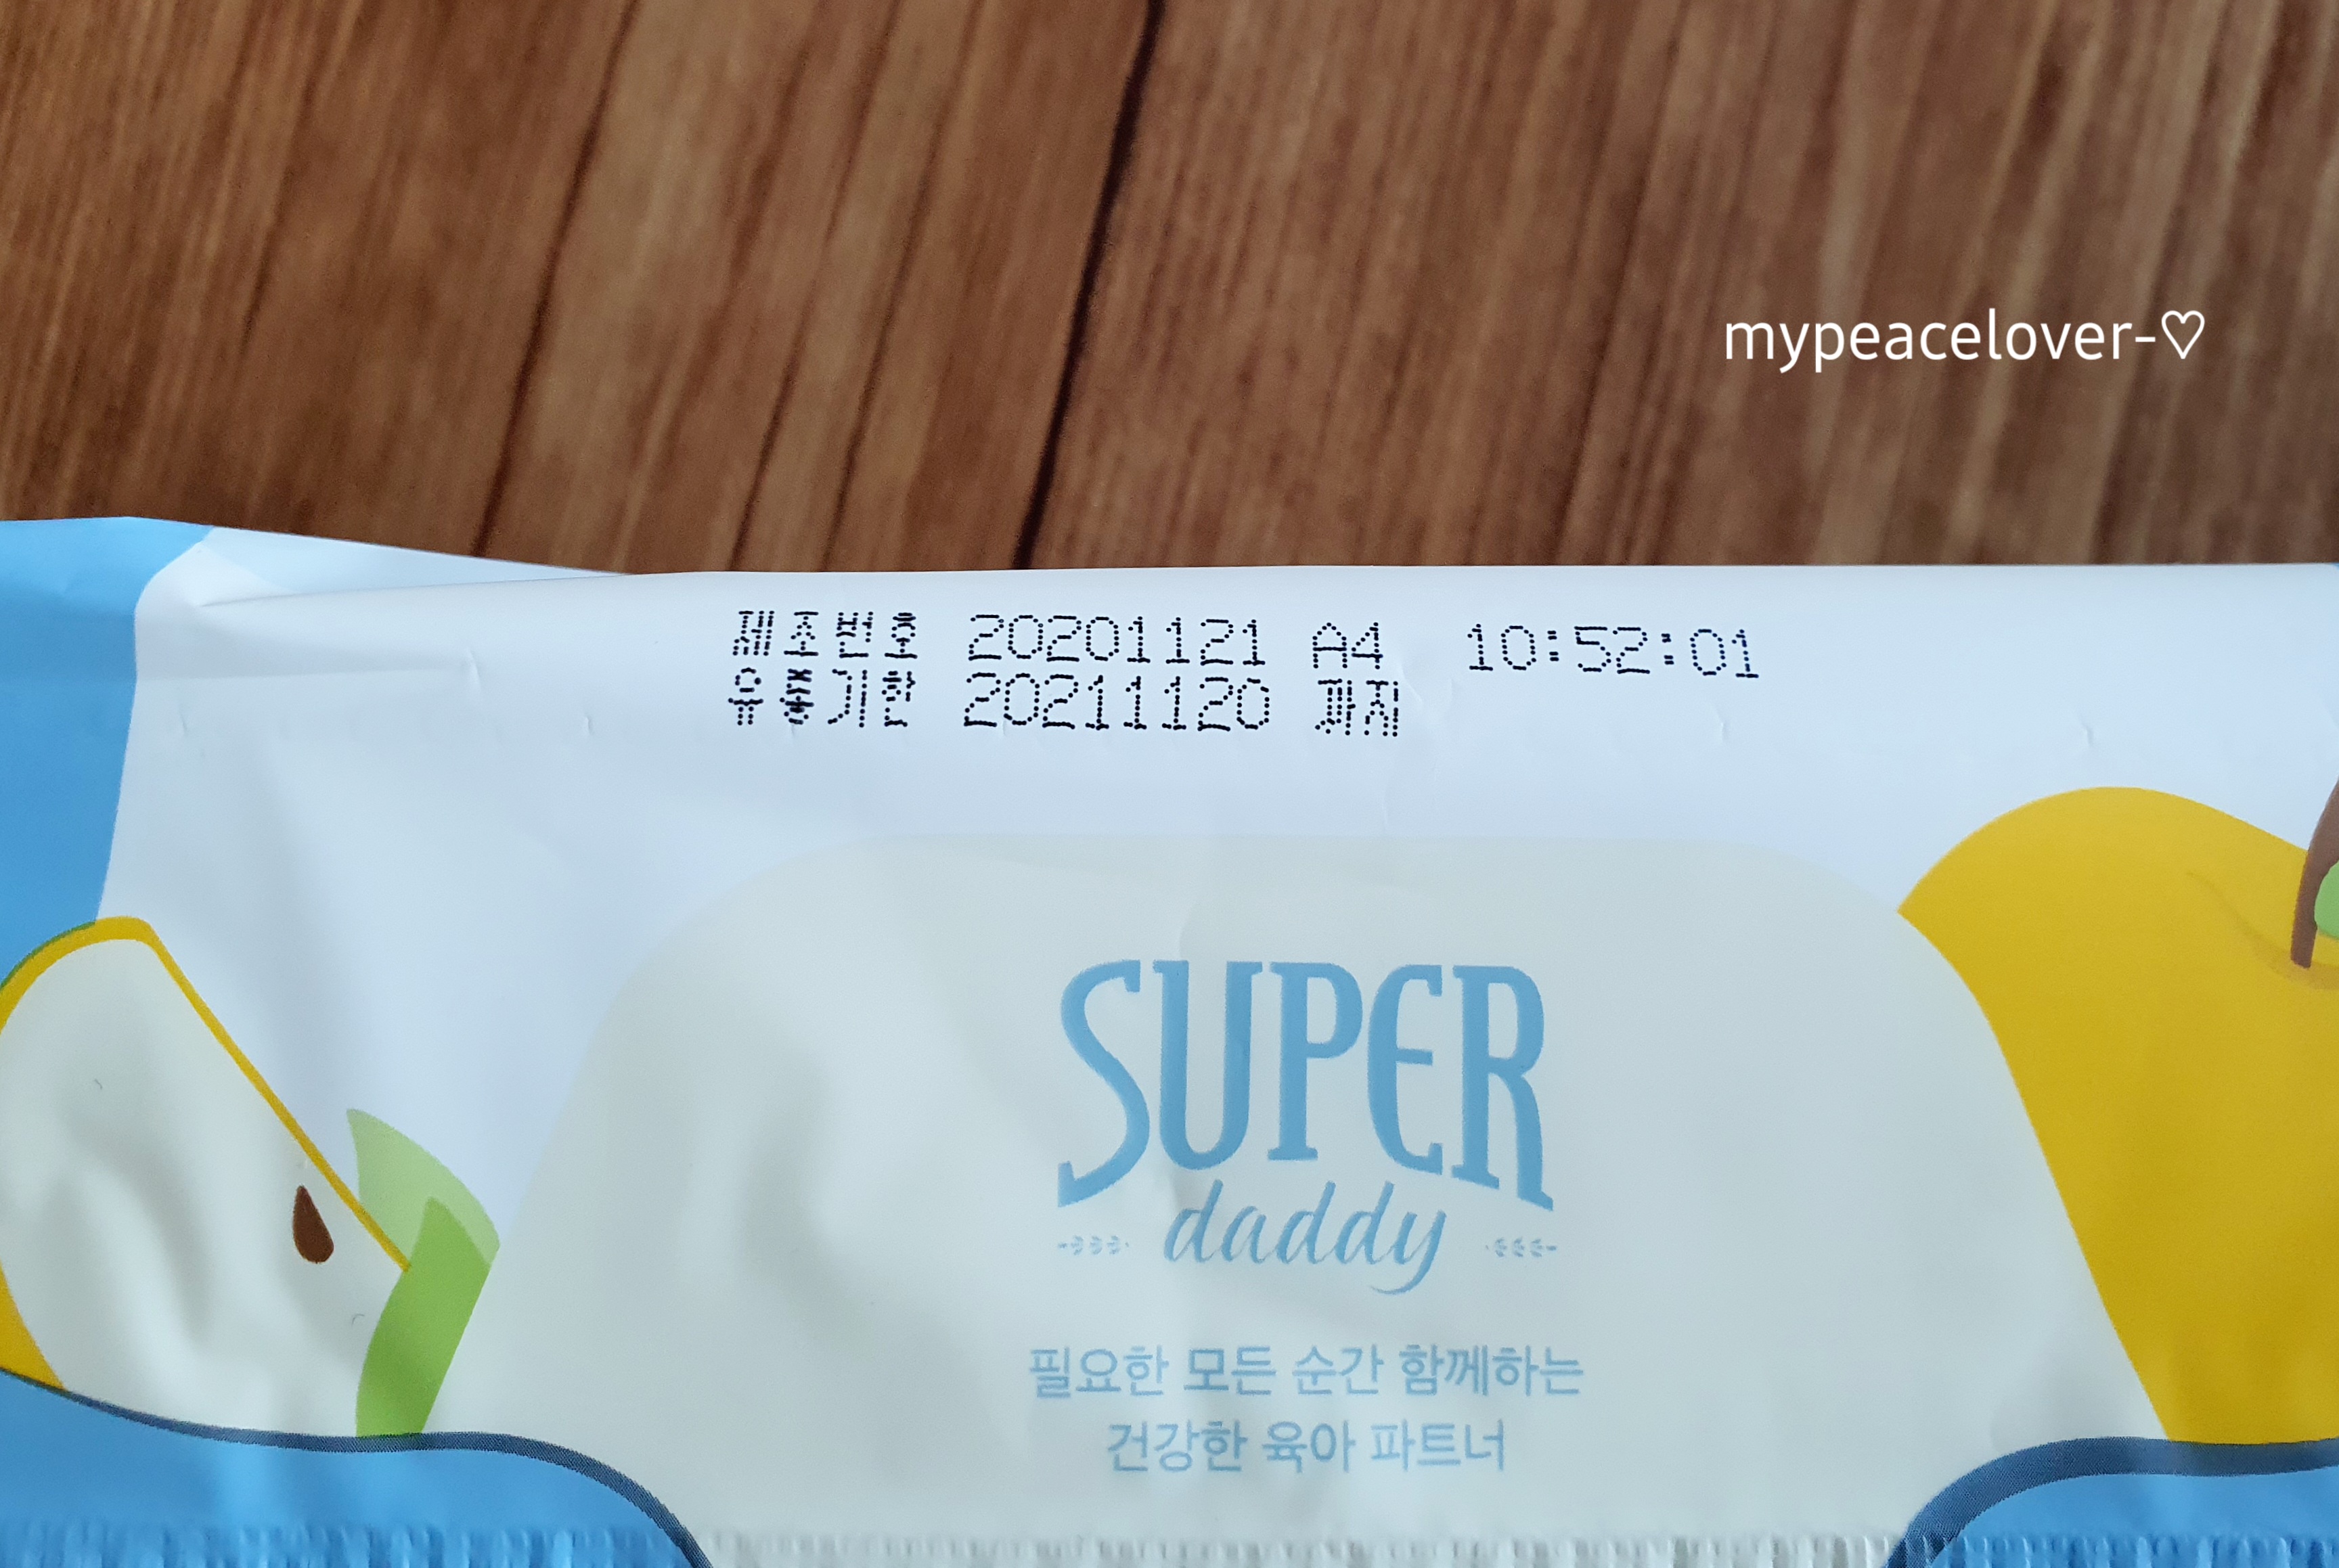 mypeacelover-♡
제조번호 20201121 A4 10:52:01
유통기한 20211120 까지
SUPER
daddy
필요한 모든 순간 함께하는
건강한 육아 파트너